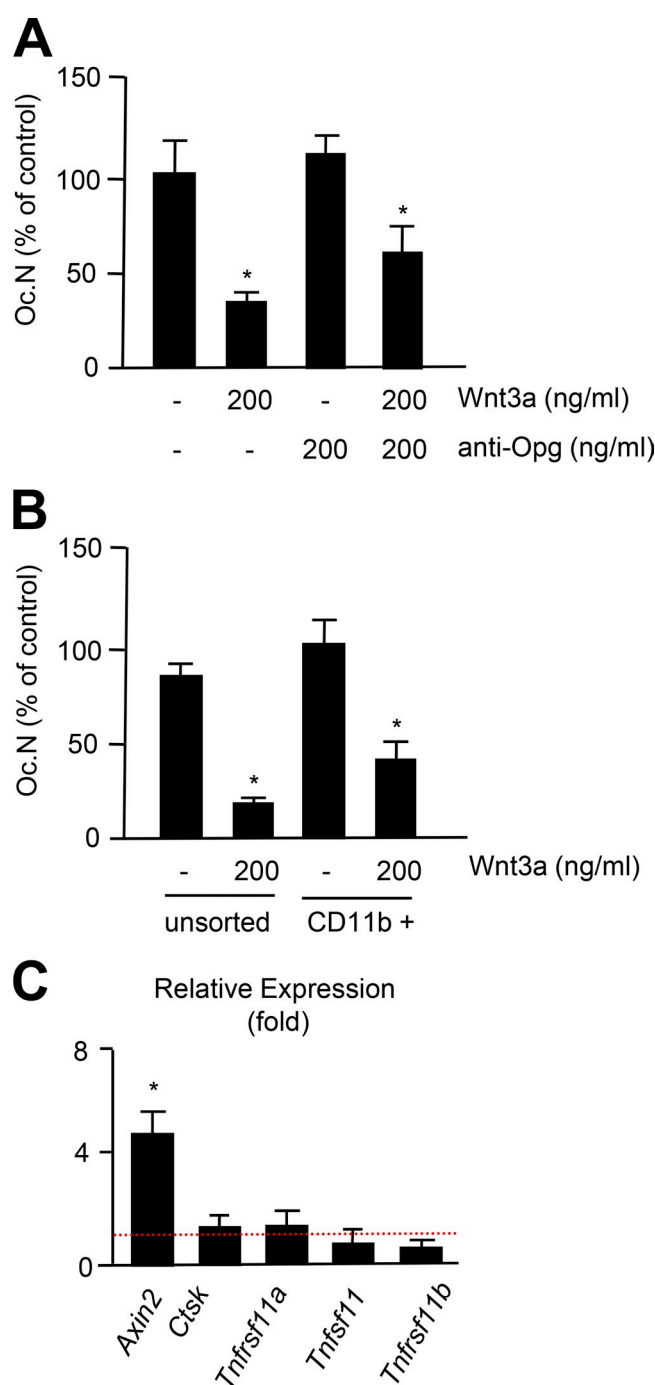 A
Oc.N (% of control)
150
100
50
0
*
*
- 200 - 200 Wnt3a (ng/ml)
- - 200 200 anti-Opg (ng/ml)
B
Oc.N (% of control)
150
100
50
0
*
*
- 200 - 200 Wnt3a (ng/ml)
unsorted CD11b +
C
Relative Expression
(fold)
8
4
0
*
Axin2
Ctsk
Tnfrsf11a
Tnfsf11
Tnfrsf11b